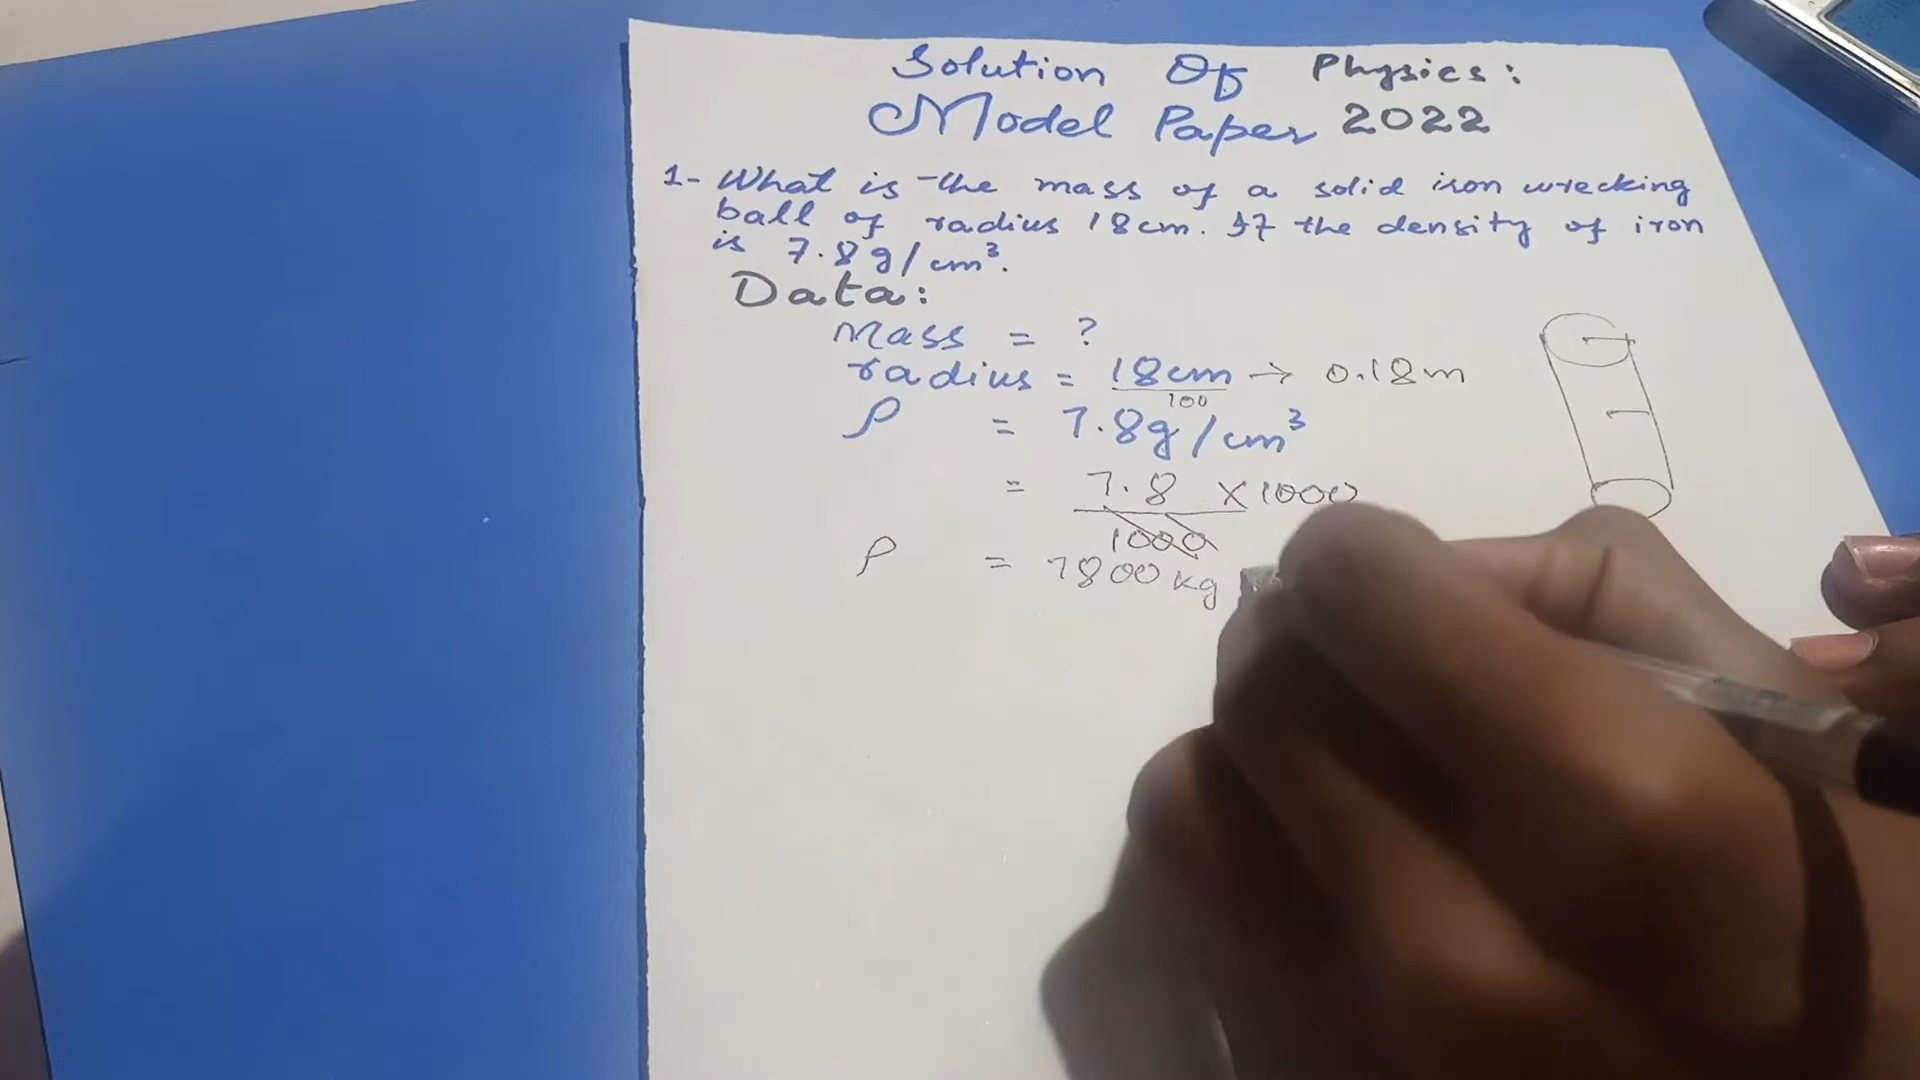 Solution Of Physics:
Model Paper 2022
1- What is the mass of a solid iron wrecking
ball of radius 18cm. If the density of iron
is 7.8g/cm³.
Data:
Mass = ?
radius = 18cm → 0.18m
100
ρ = 7.8g/cm³
= 7.8 × 1000
1000
ρ = 7800 kg